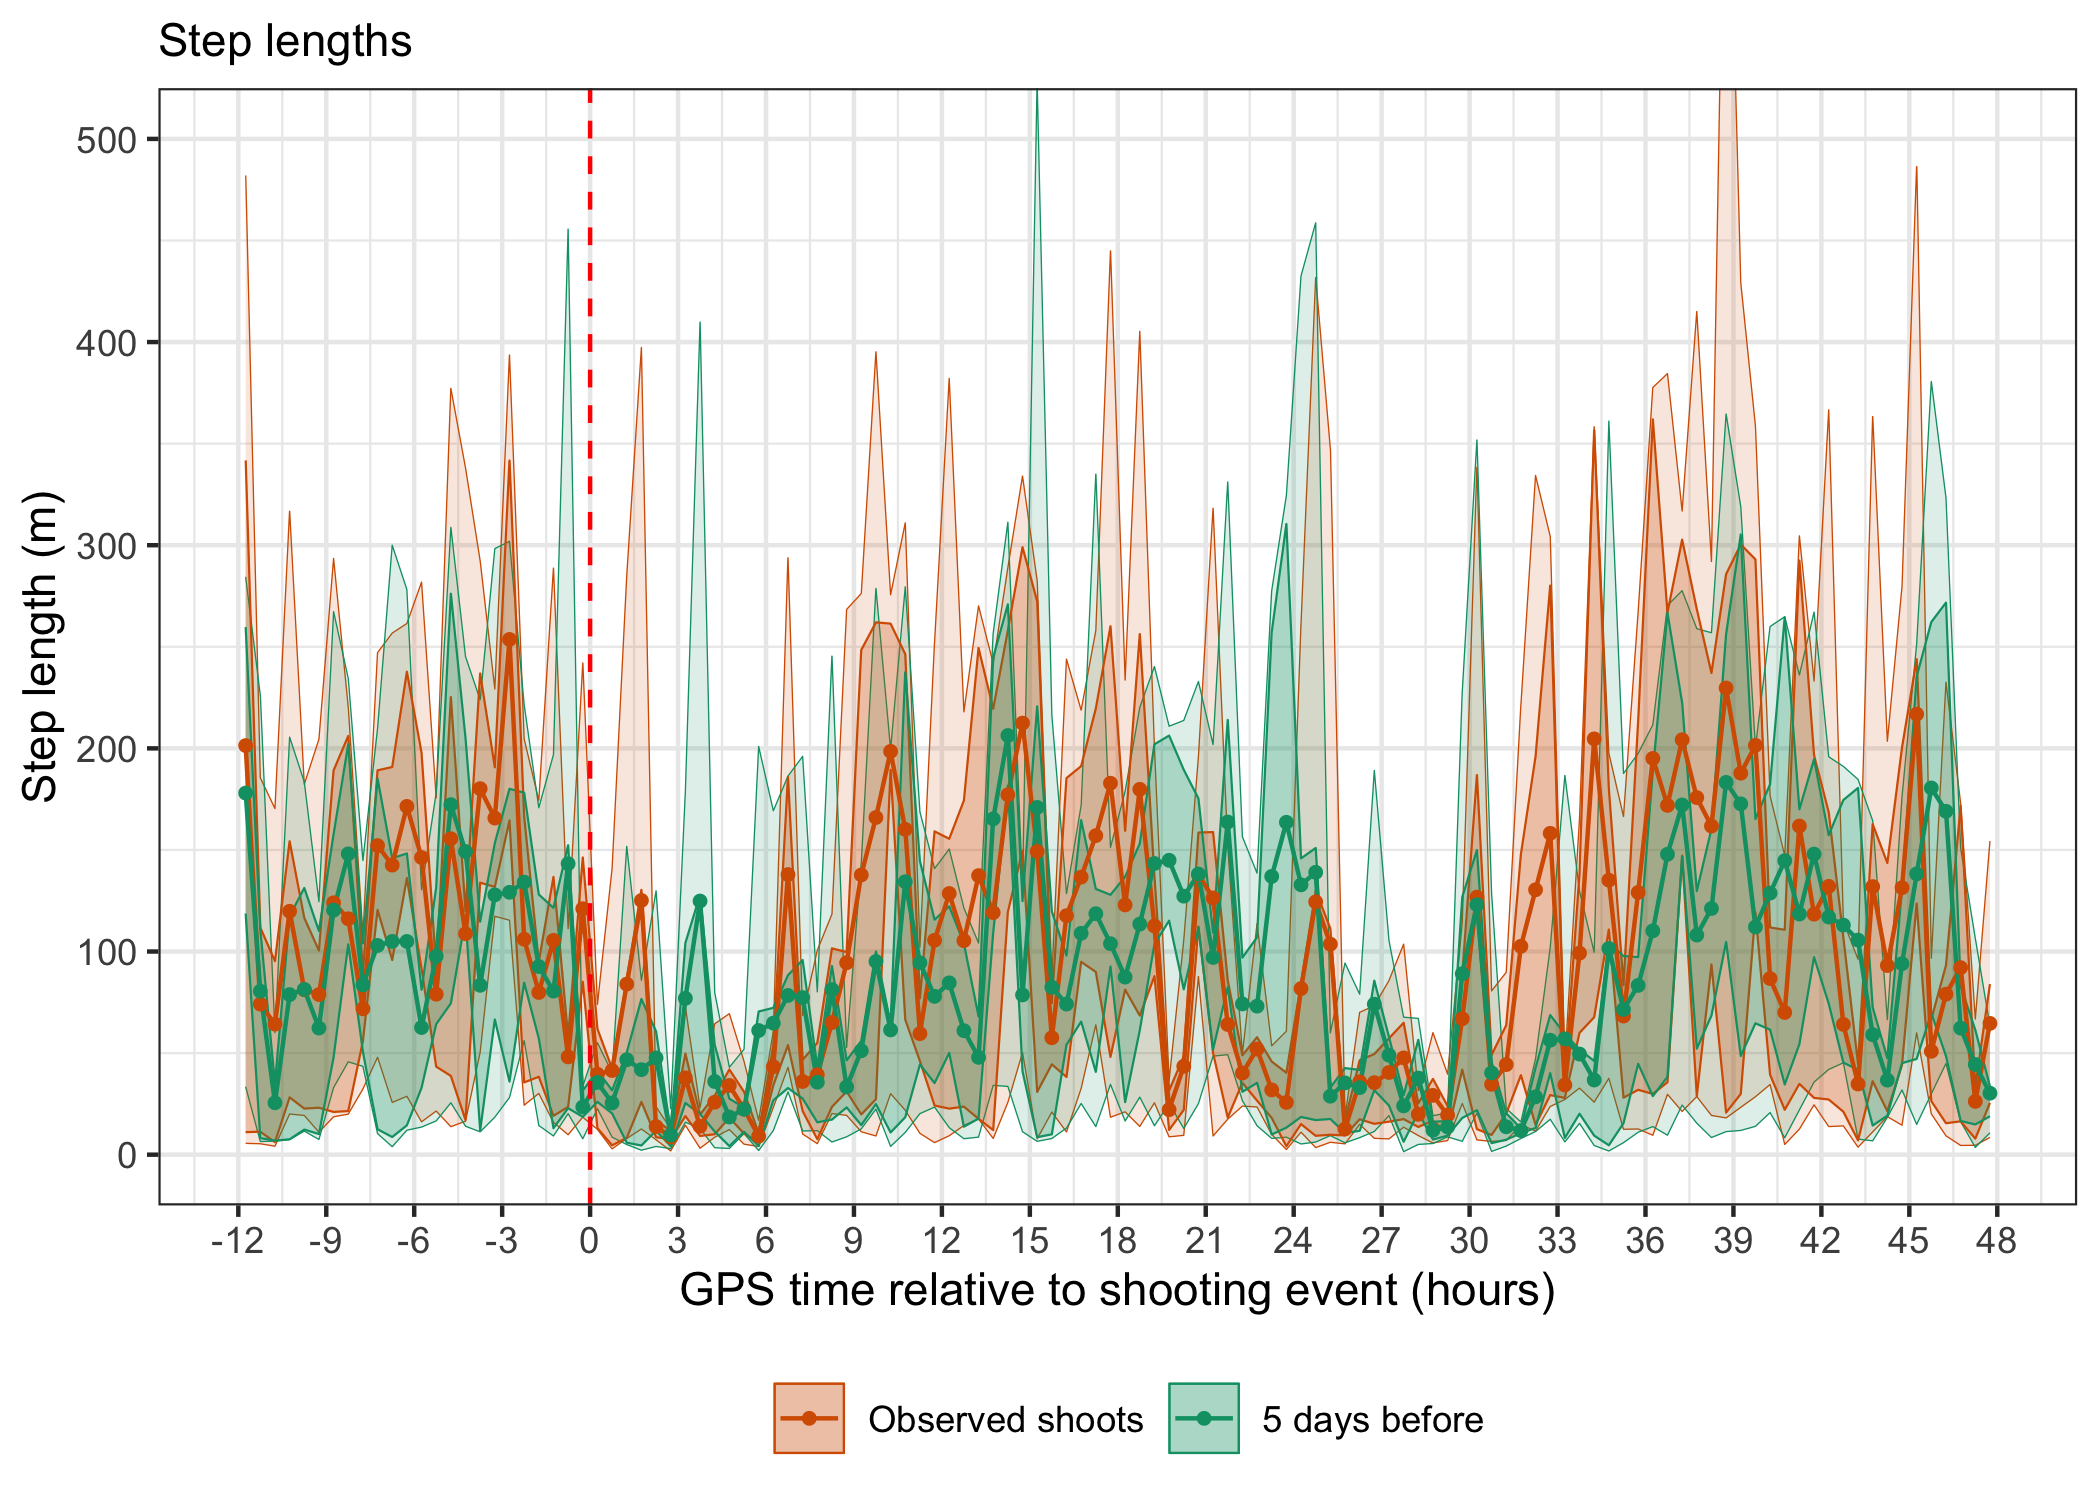 Step lengths
Step length (m)
500
400
300
200
100
0
-12 -9 -6 -3 0 3 6 9 12 15 18 21 24 27 30 33 36 39 42 45 48
GPS time relative to shooting event (hours)
Observed shoots 5 days before